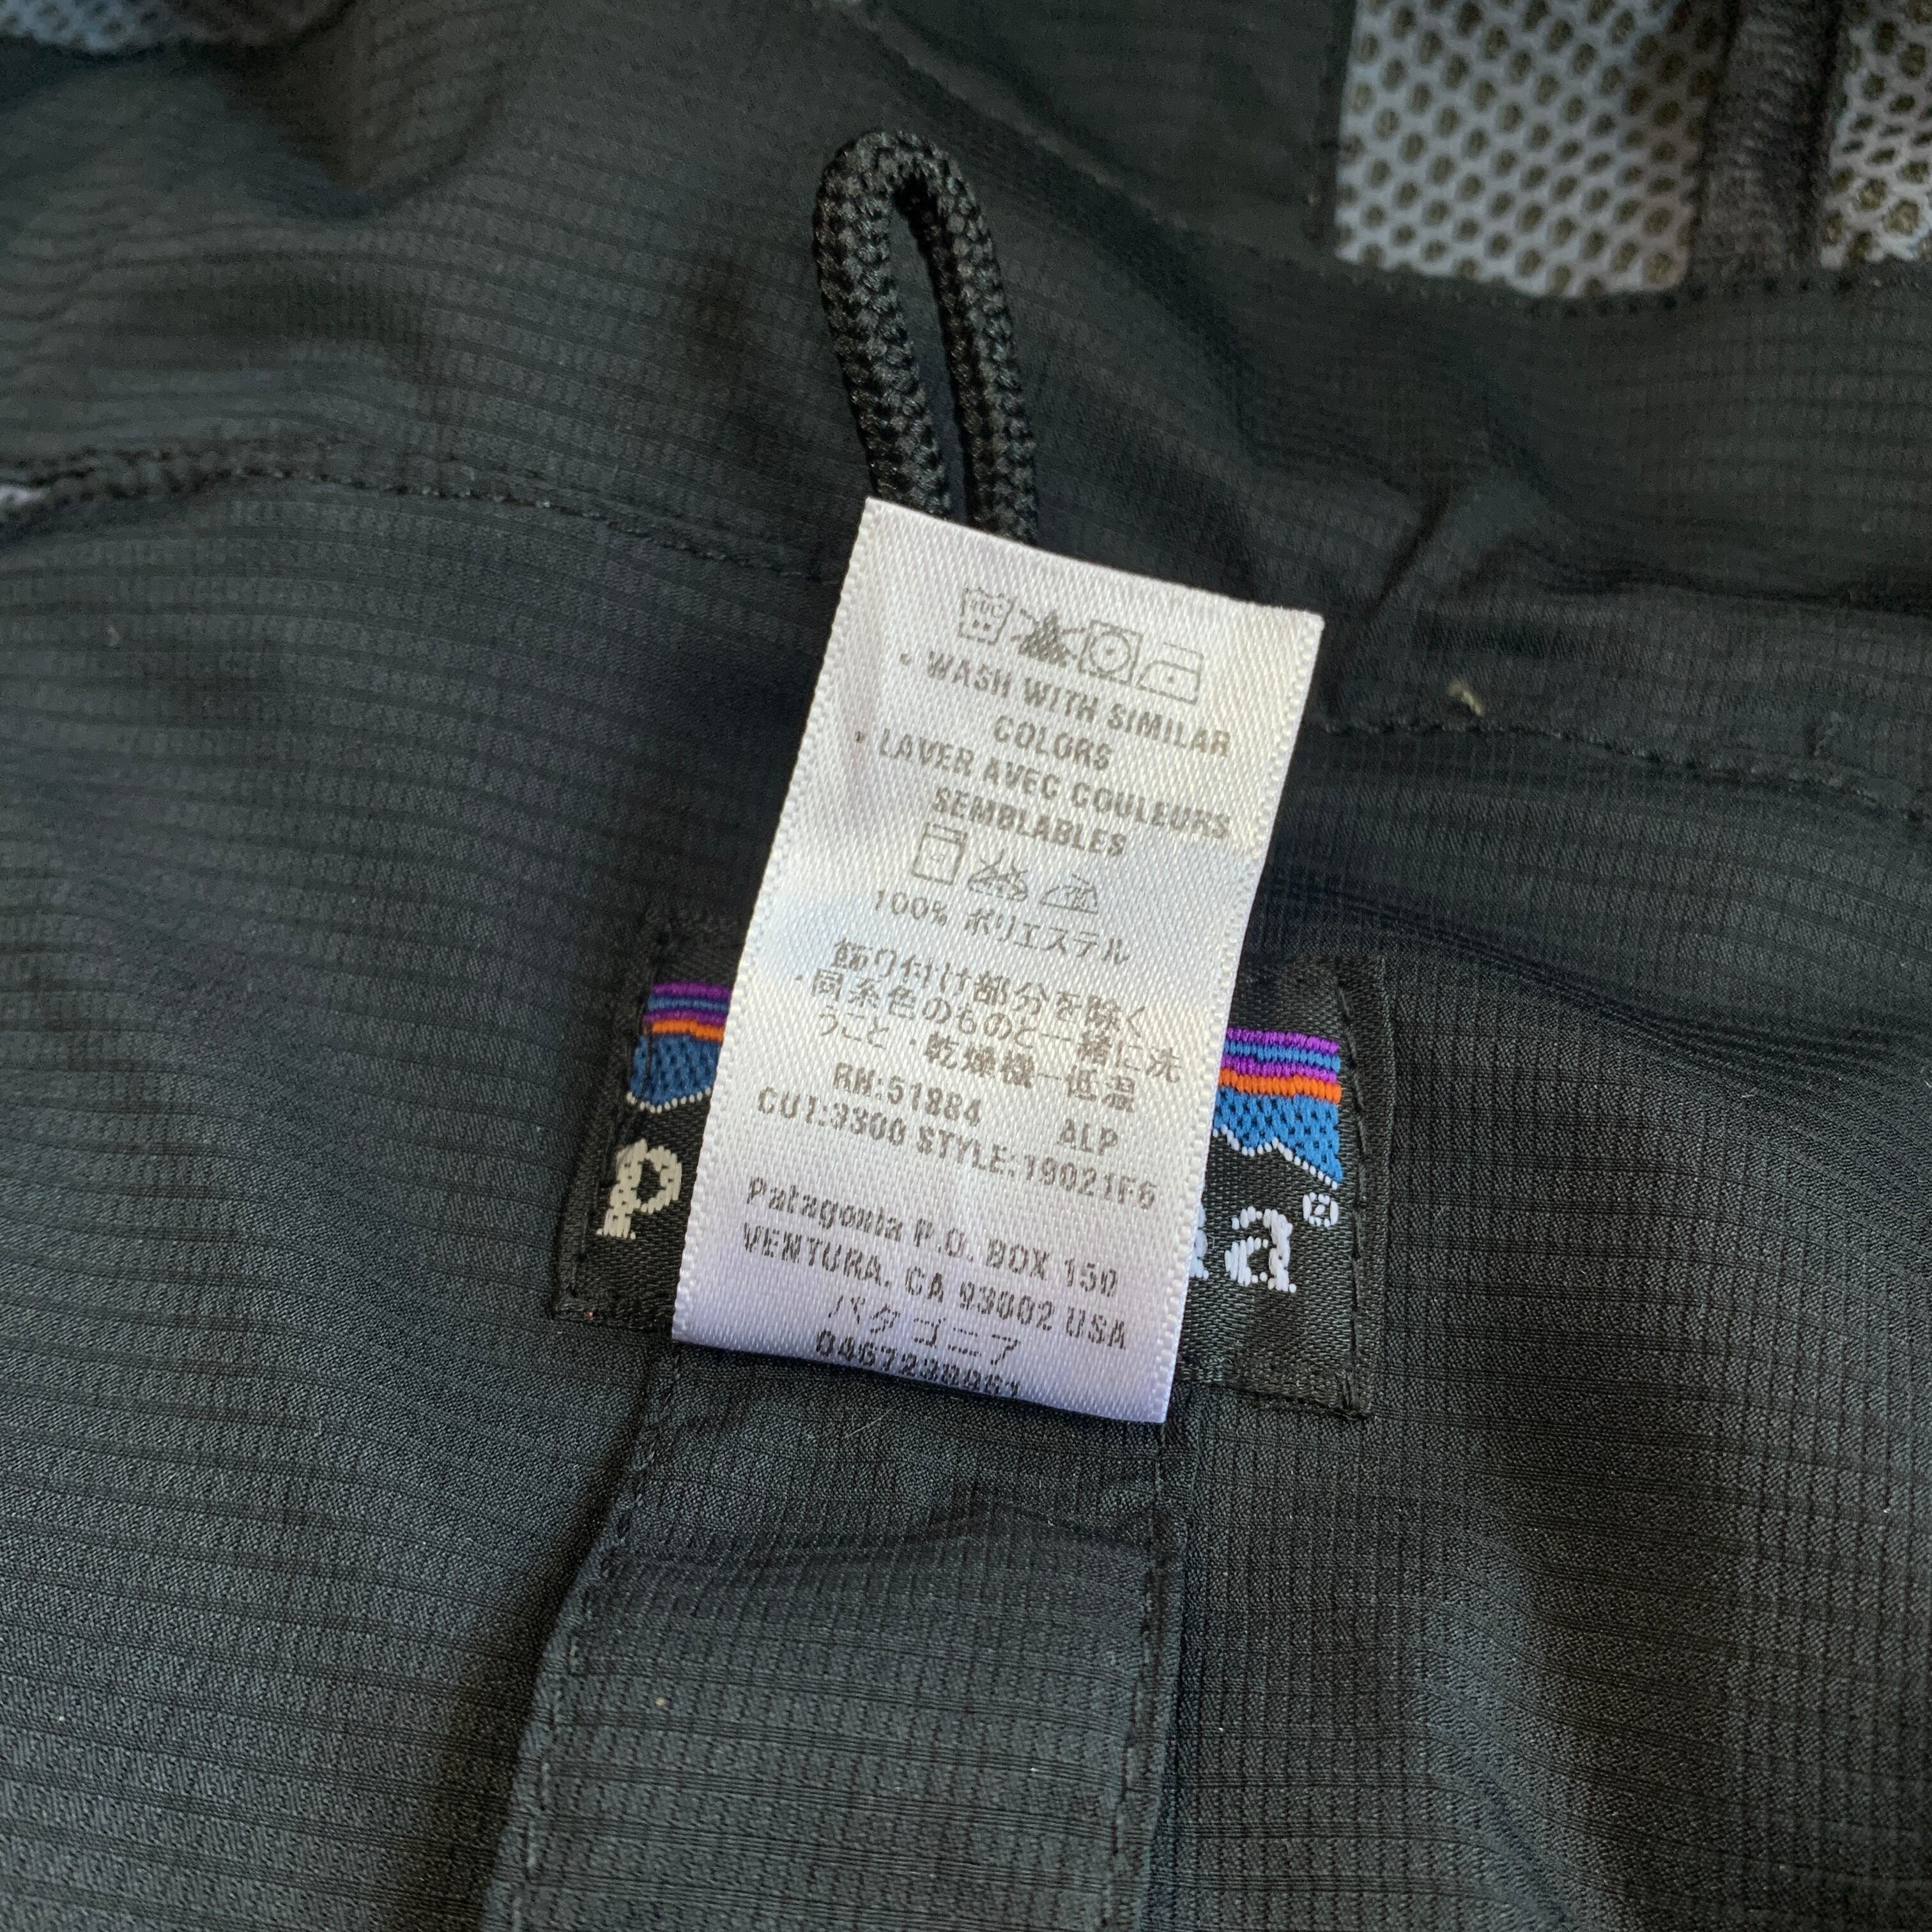 • WASH WITH SIMILAR
COLORS
• LAVER AVEC COULEURS
SEMBLABLES
100% ポリエステル
飾り付け部分を除く
・同系色のものと一緒に洗
うこと・乾燥機一低温
RN:51884 ALP
CUT:3300 STYLE:19021F6
Patagonia P.O. BOX 150
VENTURA, CA 93002 USA
パタゴニア
p a®